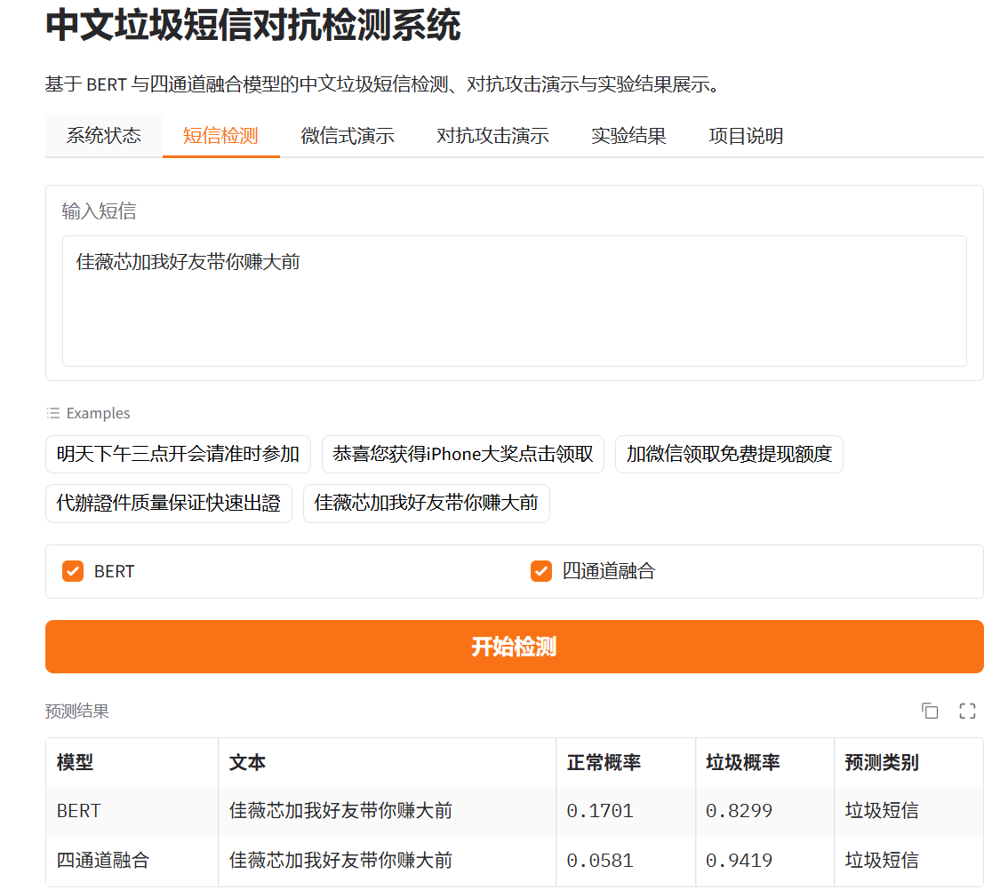 中文垃圾短信对抗检测系统
基于 BERT 与四通道融合模型的中文垃圾短信检测、对抗攻击演示与实验结果展示。
系统状态 短信检测 微信式演示 对抗攻击演示 实验结果 项目说明
输入短信
佳薇芯加我好友带你赚大前
Examples
明天下午三点开会请准时参加 恭喜您获得iPhone大奖点击领取 加微信领取免费提现额度
代辦證件质量保证快速出證 佳薇芯加我好友带你赚大前
BERT 四通道融合
开始检测
预测结果
模型 文本 正常概率 垃圾概率 预测类别
BERT 佳薇芯加我好友带你赚大前 0.1701 0.8299 垃圾短信
四通道融合 佳薇芯加我好友带你赚大前 0.0581 0.9419 垃圾短信